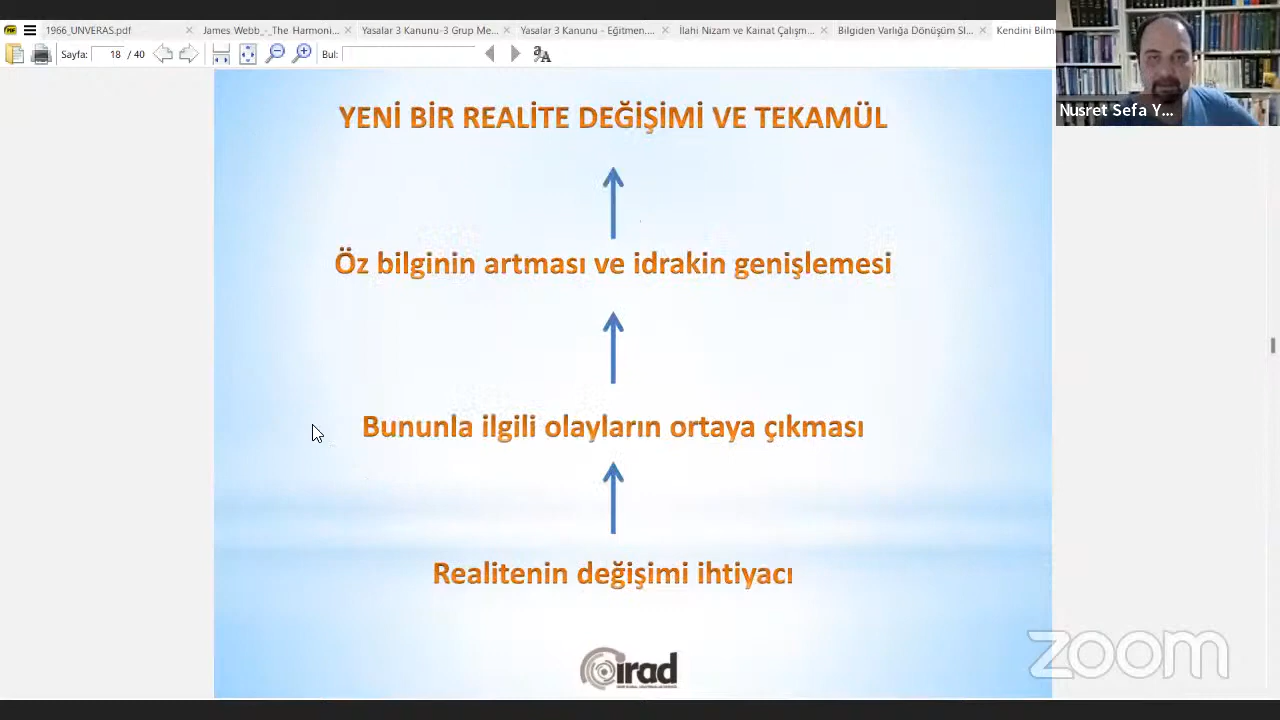 1966_UNVERAS.pdf
James Webb_-_The Harmoni...
Yasalar 3 Kanunu-3 Grup Me...
Yasalar 3 Kanunu - Eğitmen....
İlahi Nizam ve Kainat Çalışm...
Bilgiden Varlığa Dönüşüm Sl...
Kendini Bilm
Sayfa: 18 / 40
Bul:
Nusret Sefa Y...
YENİ BİR REALİTE DEĞİŞİMİ VE TEKAMÜL
Öz bilginin artması ve idrakin genişlemesi
Bununla ilgili olayların ortaya çıkması
Realitenin değişimi ihtiyacı
irad
zoom